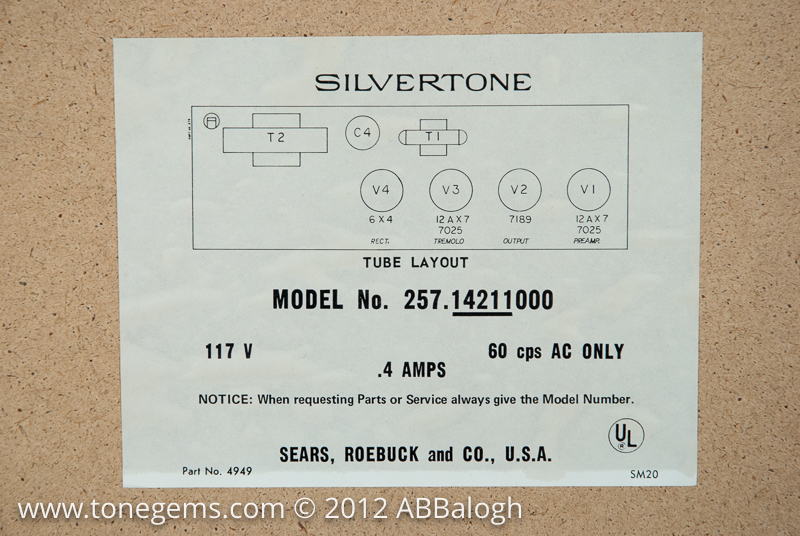 SILVERTONE
T2
C4
T1
V4
V3
V2
V1
6X4
12AX7
7189
12AX7
7025
7025
RECT.
TREMOLO
OUTPUT
PREAMP.
TUBE LAYOUT
MODEL No. 257.14211000
117 V
60 cps AC ONLY
.4 AMPS
NOTICE: When requesting Parts or Service always give the Model Number.
UL
®
SEARS, ROEBUCK and CO., U.S.A.
Part No. 4949
SM20
www.tonegems.com © 2012 ABBalogh